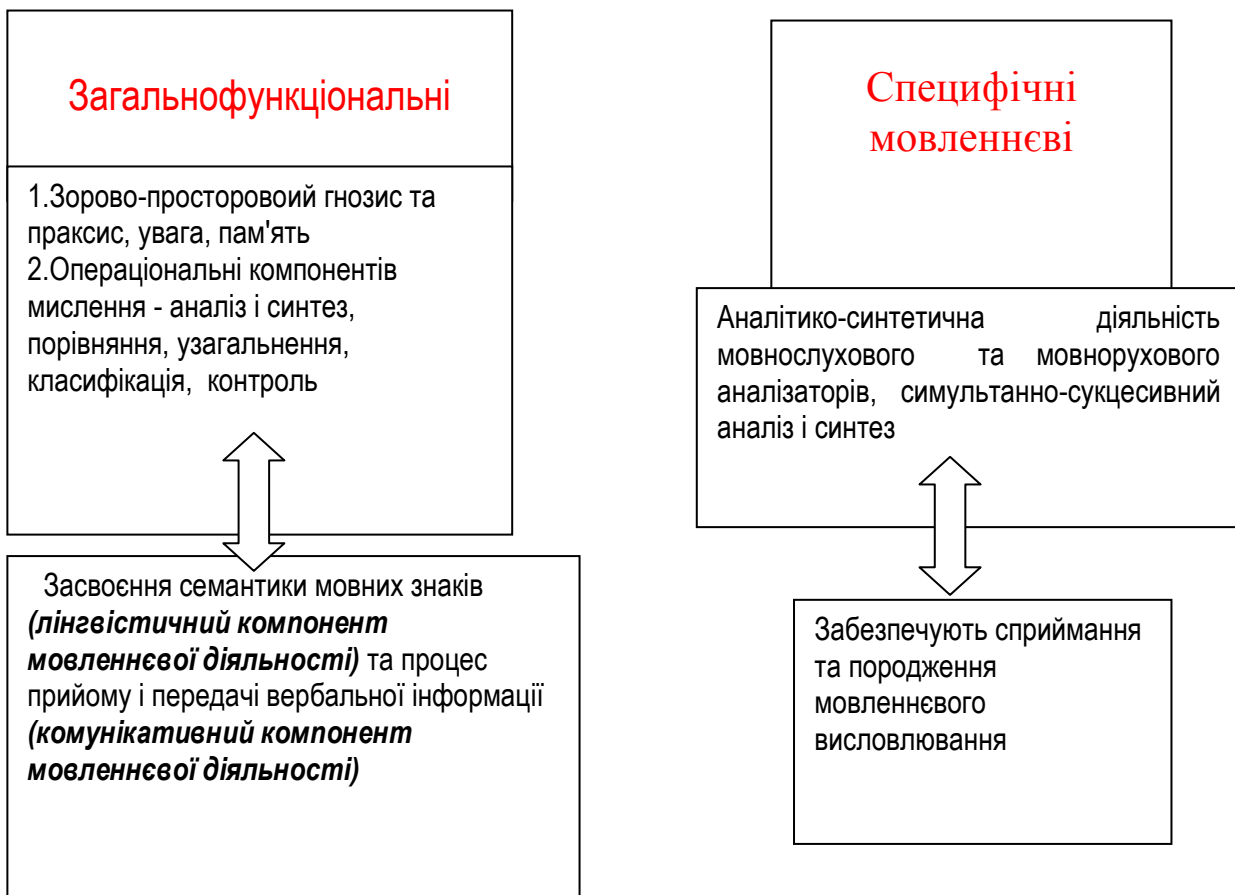 Загальнофункціональні
1.Зорово-просторовоий гнозис та
праксис, увага, пам'ять
2.Операціональні компонентів
мислення - аналіз і синтез,
порівняння, узагальнення,
класифікація, контроль
Засвоєння семантики мовних знаків
(лінгвістичний компонент
мовленнєвої діяльності) та процес
прийому і передачі вербальної інформації
(комунікативний компонент
мовленнєвої діяльності)
Специфічні
мовленнєві
Аналітико-синтетична діяльність
мовнослухового та мовнорухового
аналізаторів, симультанно-сукцесивний
аналіз і синтез
Забезпечують сприймання
та породження
мовленнєвого
висловлювання